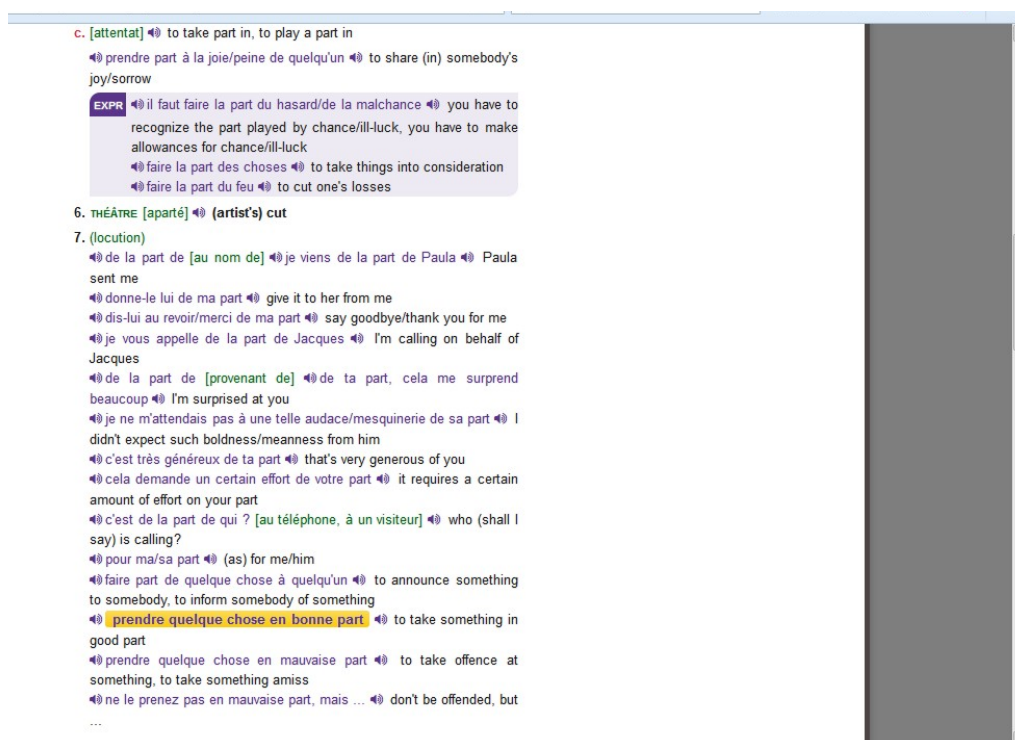 c. [attentat] to take part in, to play a part in
prendre part à la joie/peine de quelqu'un to share (in) somebody's
joy/sorrow
EXPR il faut faire la part du hasard/de la malchance you have to
recognize the part played by chance/ill-luck, you have to make
allowances for chance/ill-luck
faire la part des choses to take things into consideration
faire la part du feu to cut one's losses
6. THÉÂTRE [aparté] (artist's) cut
7. (locution)
de la part de [au nom de] je viens de la part de Paula Paula
sent me
donne-le lui de ma part give it to her from me
dis-lui au revoir/merci de ma part say goodbye/thank you for me
je vous appelle de la part de Jacques I'm calling on behalf of
Jacques
de la part de [provenant de] de ta part, cela me surprend
beaucoup I'm surprised at you
je ne m'attendais pas à une telle audace/mesquinerie de sa part I
didn't expect such boldness/meanness from him
c'est très généreux de ta part that's very generous of you
cela demande un certain effort de votre part it requires a certain
amount of effort on your part
c'est de la part de qui ? [au téléphone, à un visiteur] who (shall I
say) is calling?
pour ma/sa part (as) for me/him
faire part de quelque chose à quelqu'un to announce something
to somebody, to inform somebody of something
prendre quelque chose en bonne part to take something in
good part
prendre quelque chose en mauvaise part to take offence at
something, to take something amiss
ne le prenez pas en mauvaise part, mais ... don't be offended, but
...